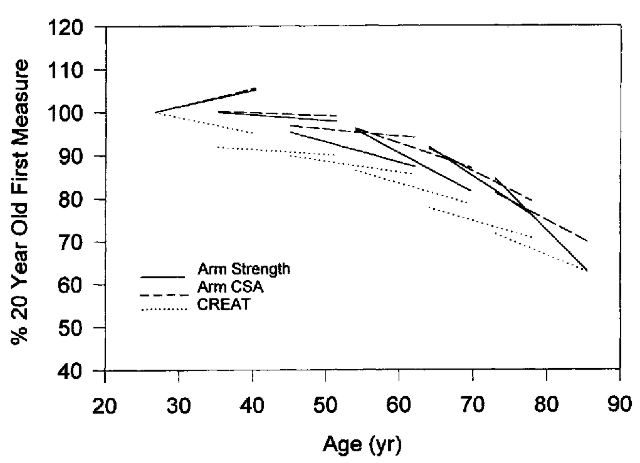 % 20 Year Old First Measure
120
110
100
90
80
70
60
50
40
Arm Strength
Arm CSA
CREAT
20 30 40 50 60 70 80 90
Age (yr)